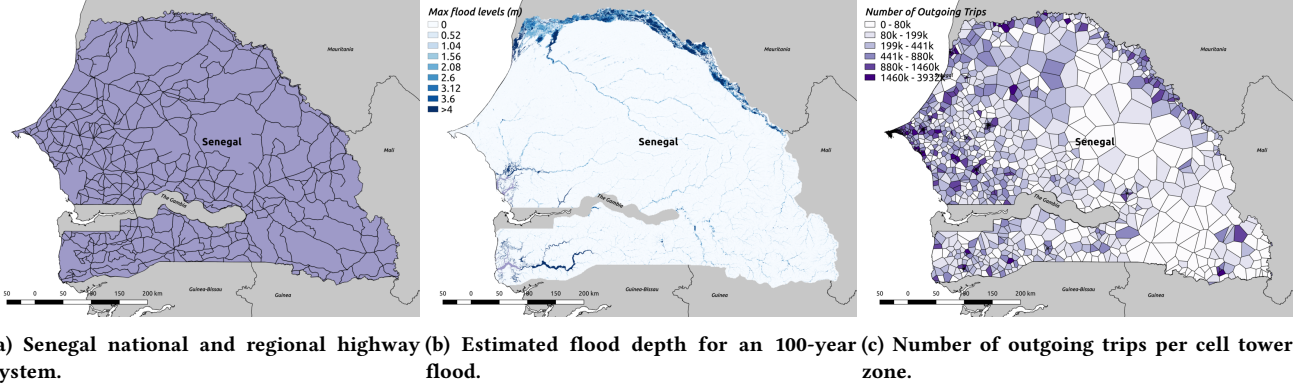 Mauritania
Senegal
Mali
The Gambia
Guinea-Bissau
Guinea
50 0 50 100 150 200 km
Max flood levels (m)
0
0.52
1.04
1.56
2.08
2.6
3.12
3.6
>4
Mauritania
Senegal
Mali
The Gambia
Guinea-Bissau
Guinea
50 0 50 100 150 200 km
Number of Outgoing Trips
0 - 80k
80k - 199k
199k - 441k
441k - 880k
880k - 1460k
1460k - 3932k
Mauritania
Senegal
Mali
The Gambia
Guinea-Bissau
Guinea
50 0 50 100 150 200 km
a) Senegal national and regional highway
ystem.
(b) Estimated flood depth for an 100-year
flood.
(c) Number of outgoing trips per cell tower
zone.